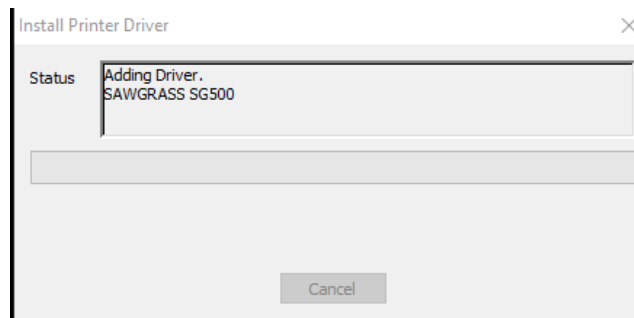 Install Printer Driver
Status
Adding Driver.
SAWGRASS SG500
Cancel